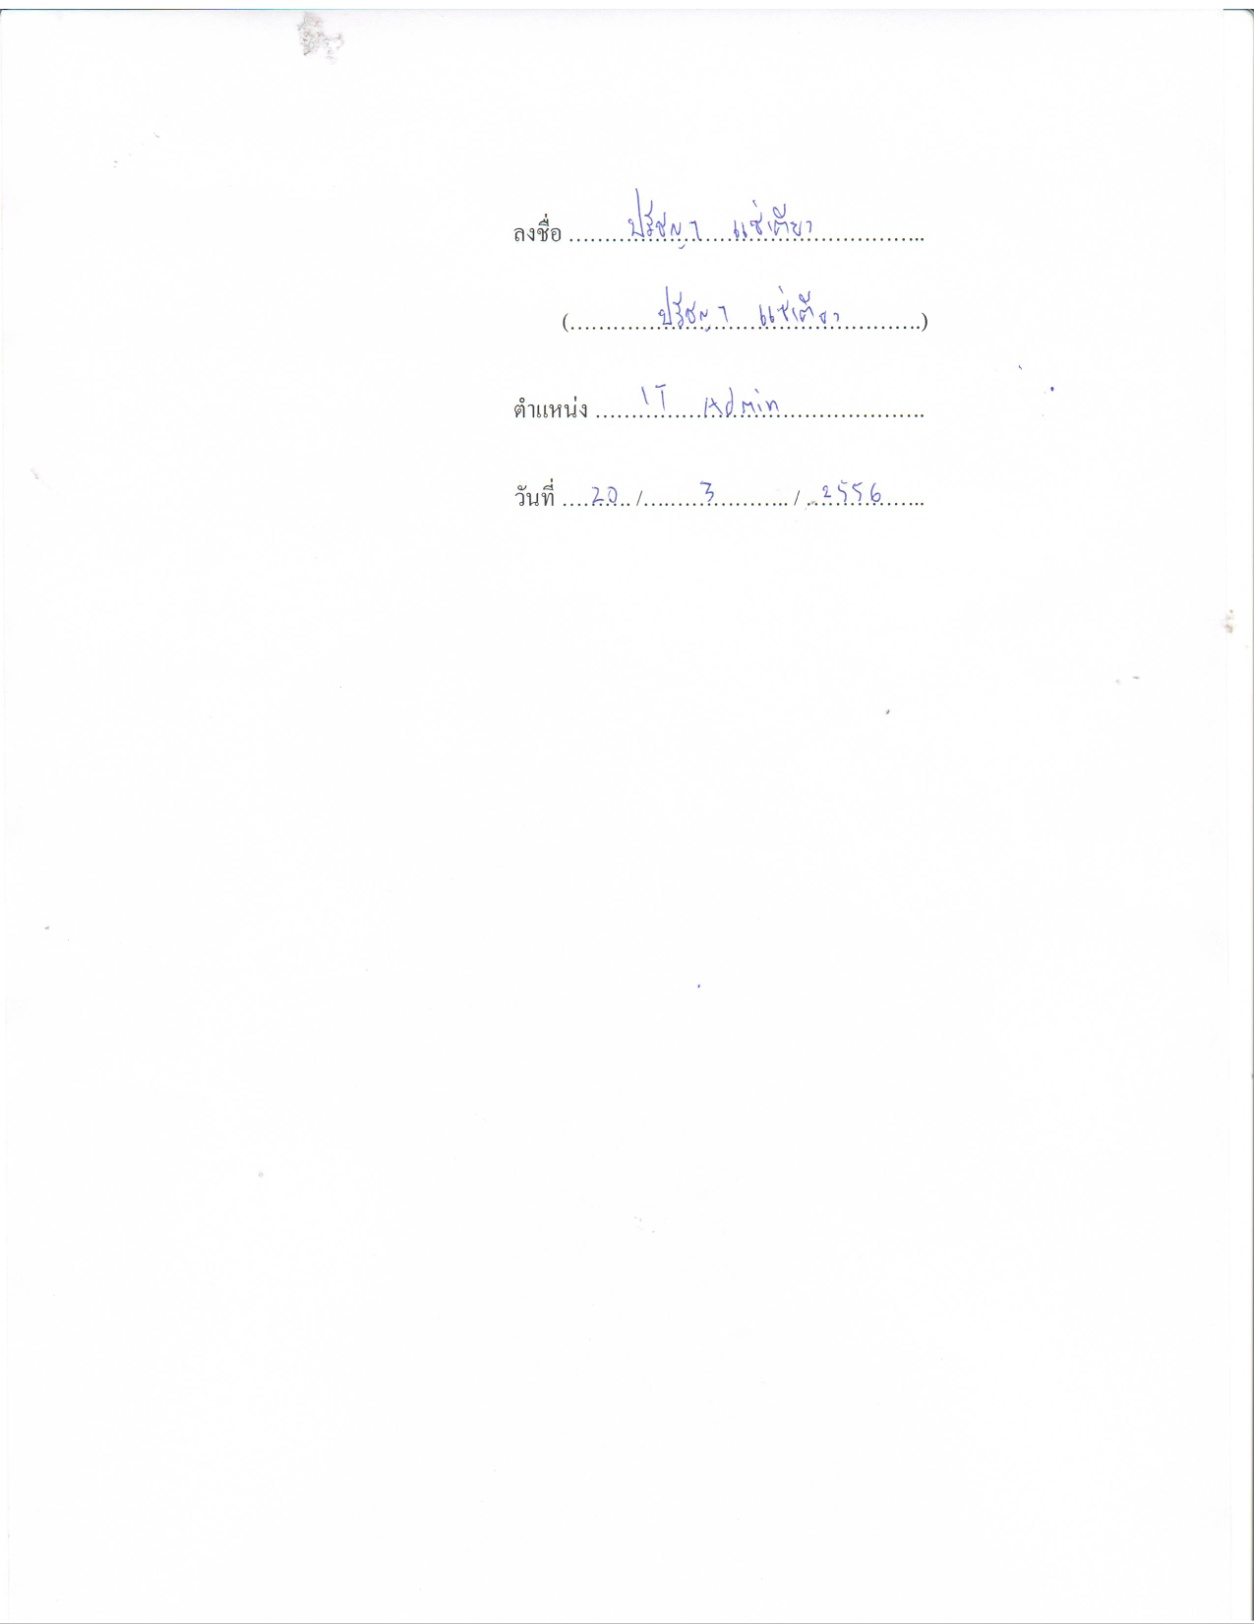 ลงชื่อ ปรัชญา แซ่เตียว
(ปรัชญา แซ่เตียว)
ตำแหน่ง IT Admin
วันที่ 20 / 3 / 2556